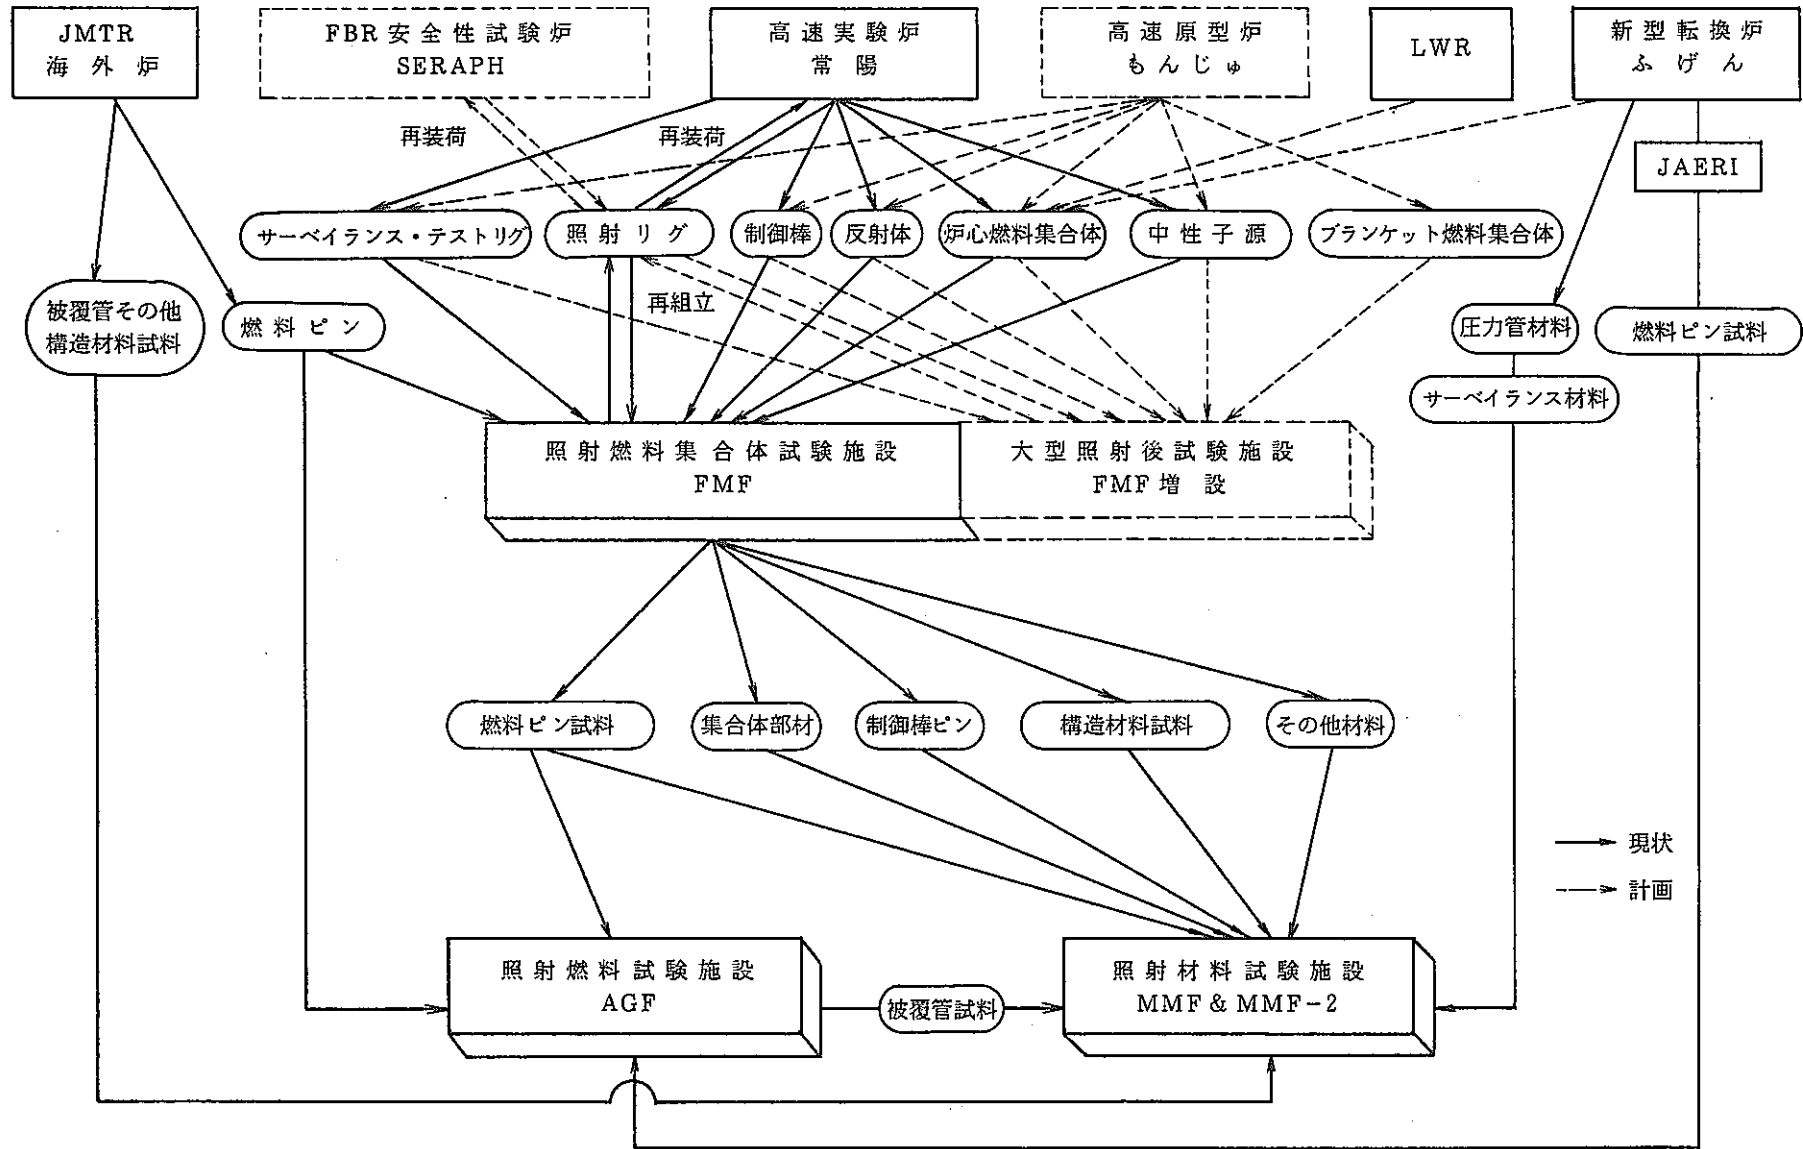 JMTR
海外炉
FBR安全性試験炉
SERAPH
高速実験炉
常陽
高速原型炉
もんじゅ
LWR
新型転換炉
ふげん
再装荷
再装荷
JAERI
サーベイランス・テストリグ
照射リグ
制御棒
反射体
炉心燃料集合体
中性子源
ブランケット燃料集合体
被覆管その他
構造材料試料
燃料ピン
再組立
圧力管材料
燃料ピン試料
サーベイランス材料
照射燃料集合体試験施設
FMF
大型照射後試験施設
FMF増設
燃料ピン試料
集合体部材
制御棒ピン
構造材料試料
その他材料
現状
計画
照射燃料試験施設
AGF
被覆管試料
照射材料試験施設
MMF & MMF-2